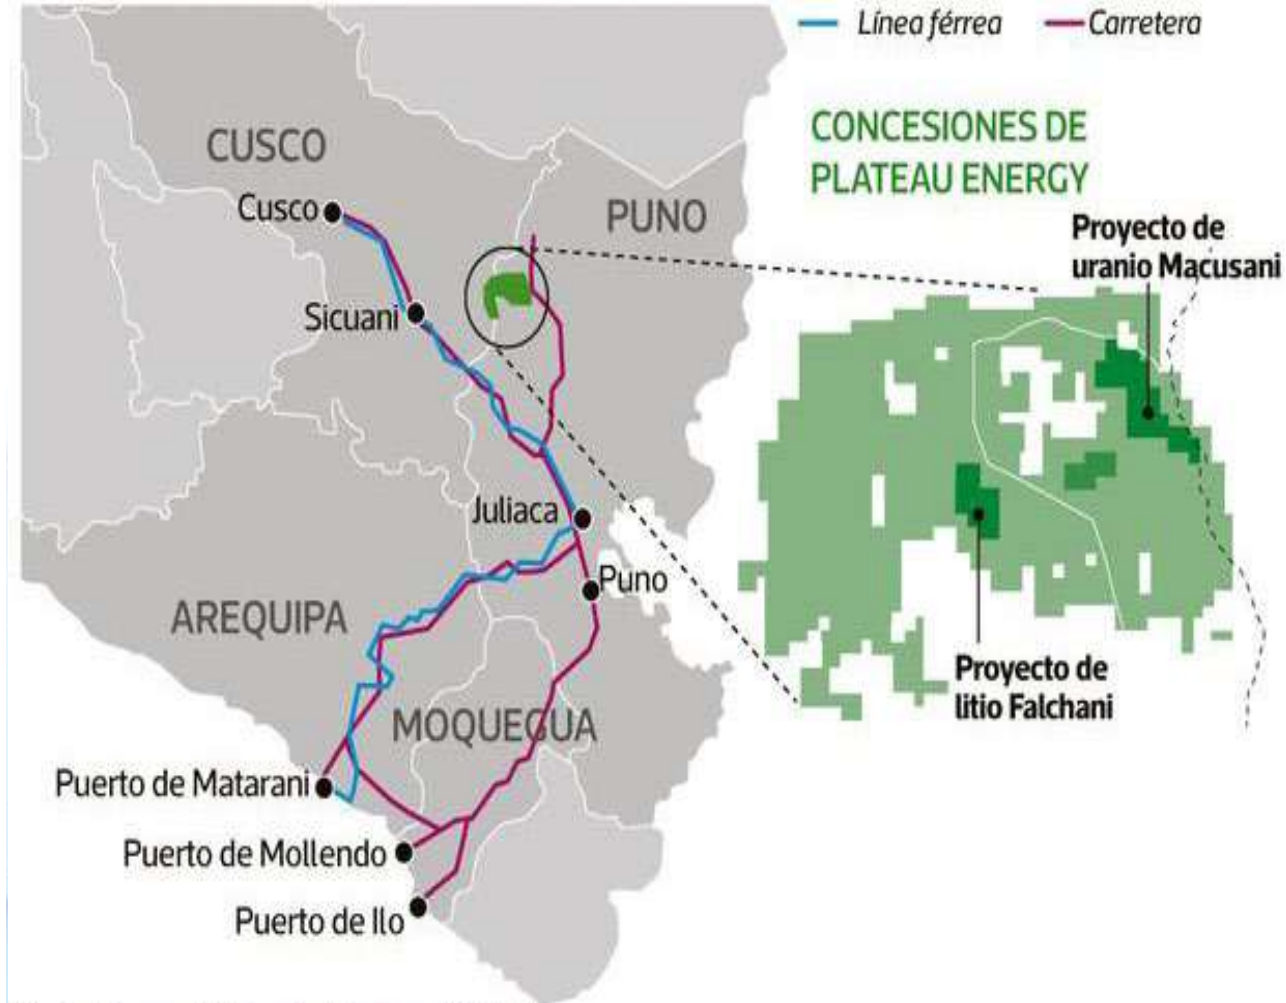 Línea férrea
Carretera
CONCESIONES DE
PLATEAU ENERGY
CUSCO
Cusco
PUNO
Proyecto de
uranio Macusani
Sicuani
Juliaca
Puno
AREQUIPA
Proyecto de
litio Falchani
MOQUEGUA
Puerto de Matarani
Puerto de Mollendo
Puerto de Ilo